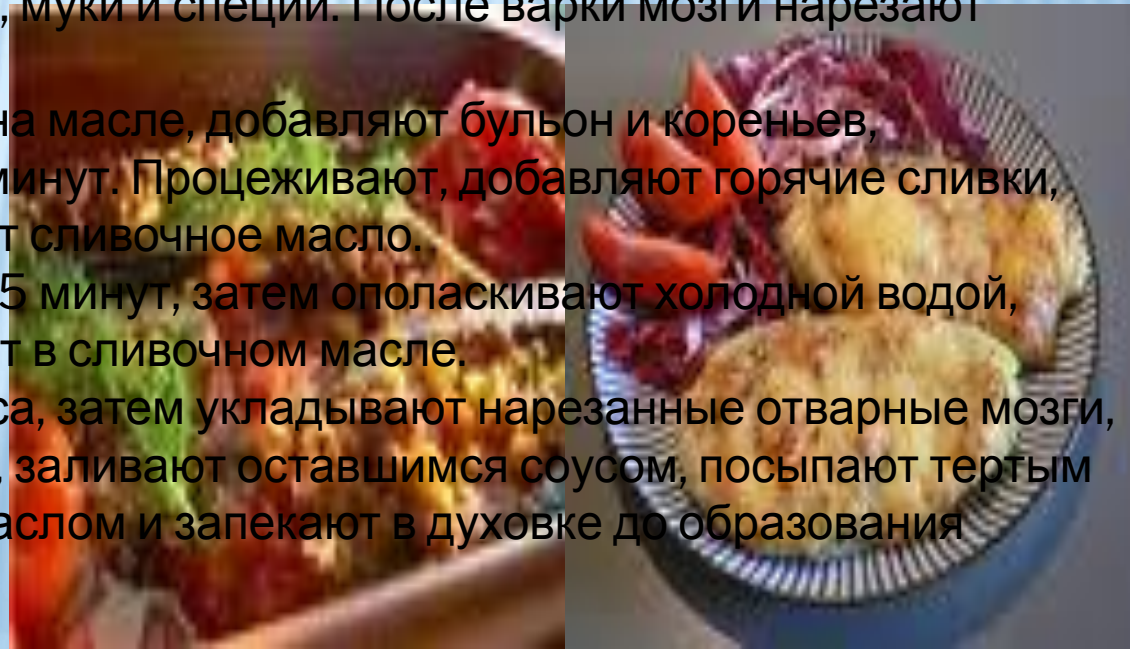 , муки и специй. После варки мозги нарезают
на масле, добавляют бульон и кореньев,
минут. Процеживают, добавляют горячие сливки,
т сливочное масло.
5 минут, затем ополаскивают холодной водой,
т в сливочном масле.
са, затем укладывают нарезанные отварные мозги,
, заливают оставшимся соусом, посыпают тертым
аслом и запекают в духовке до образования